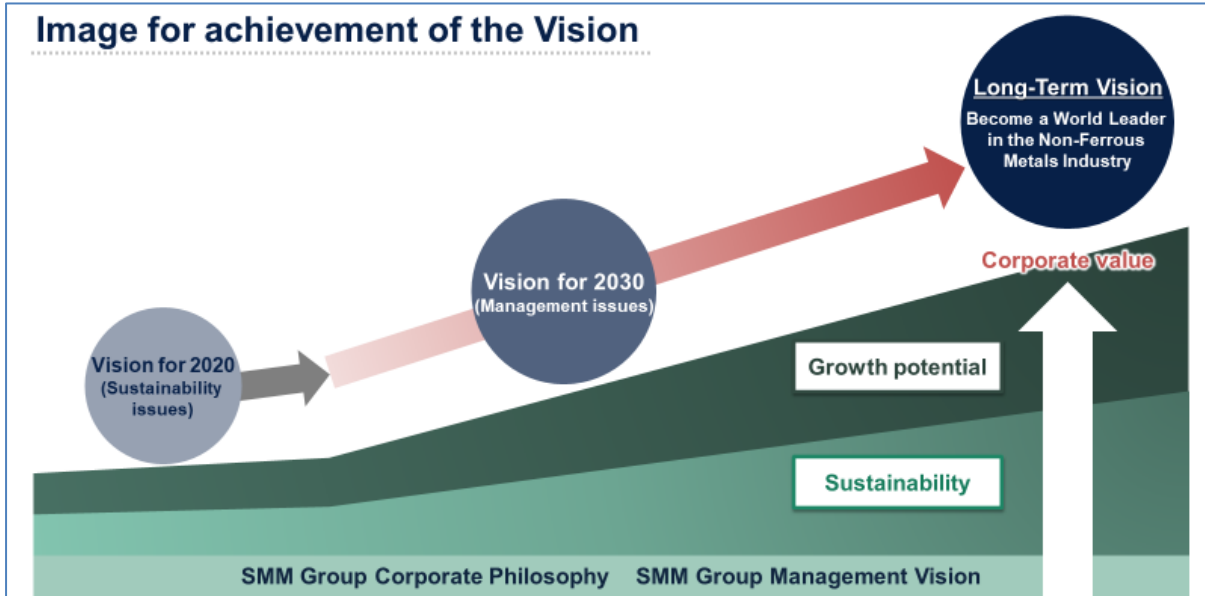 Image for achievement of the Vision
Long-Term Vision
Become a World Leader
in the Non-Ferrous
Metals Industry
Corporate value
Vision for 2030
(Management issues)
Vision for 2020
(Sustainability
issues)
Growth potential
Sustainability
SMM Group Corporate Philosophy SMM Group Management Vision